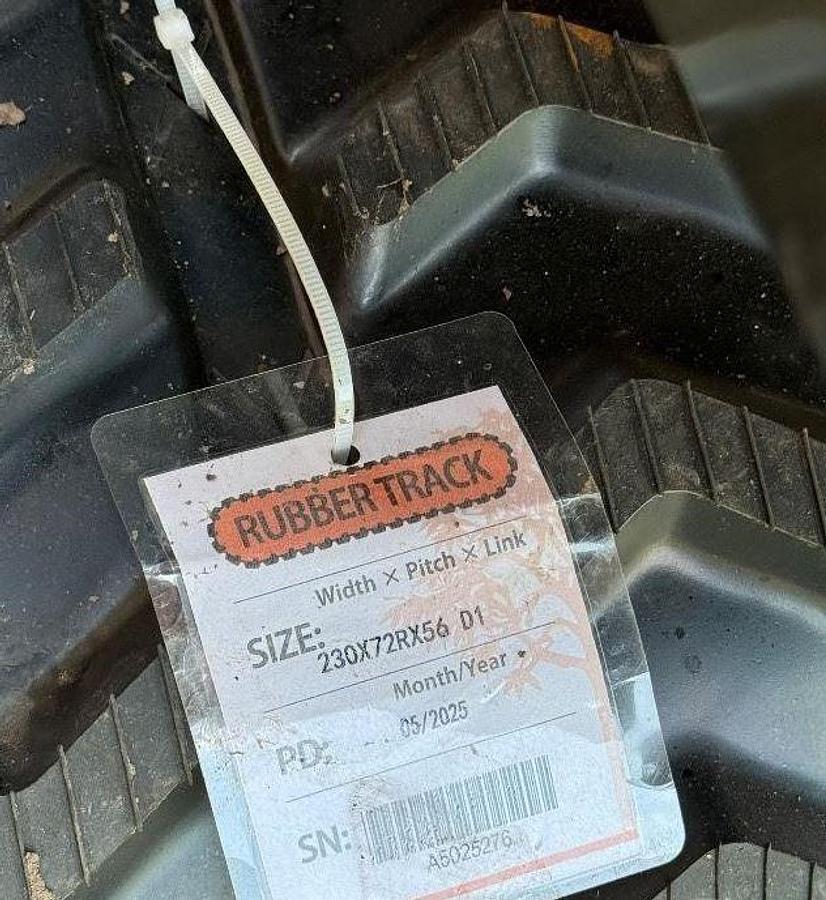 RUBBER TRACK
Width × Pitch × Link
SIZE:
230X72RX56 D1
Month/Year
PD:
05/2025
SN:
A5025276